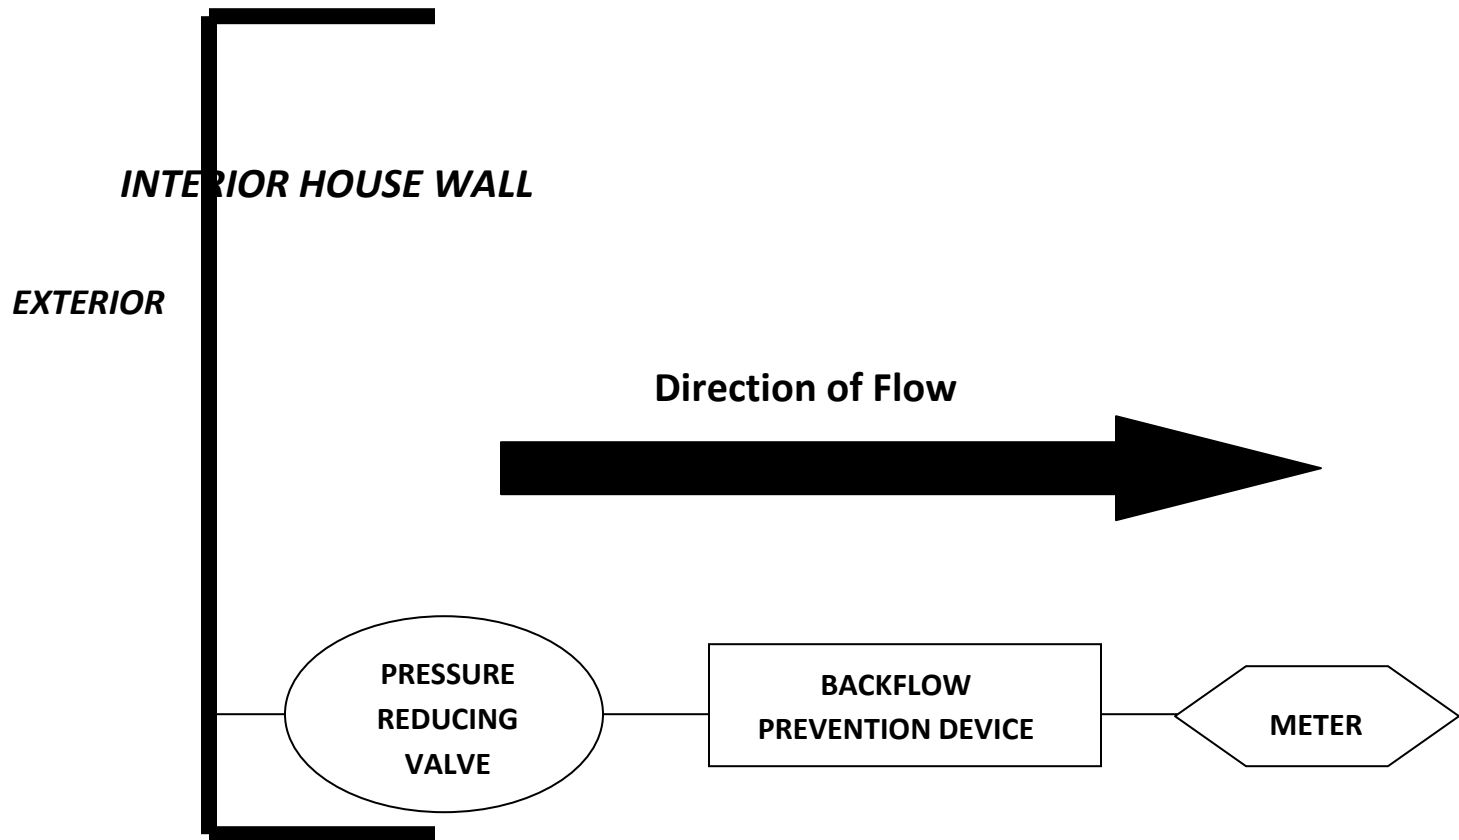 INTERIOR HOUSE WALL
EXTERIOR
Direction of Flow
PRESSURE
REDUCING
VALVE
BACKFLOW
PREVENTION DEVICE
METER